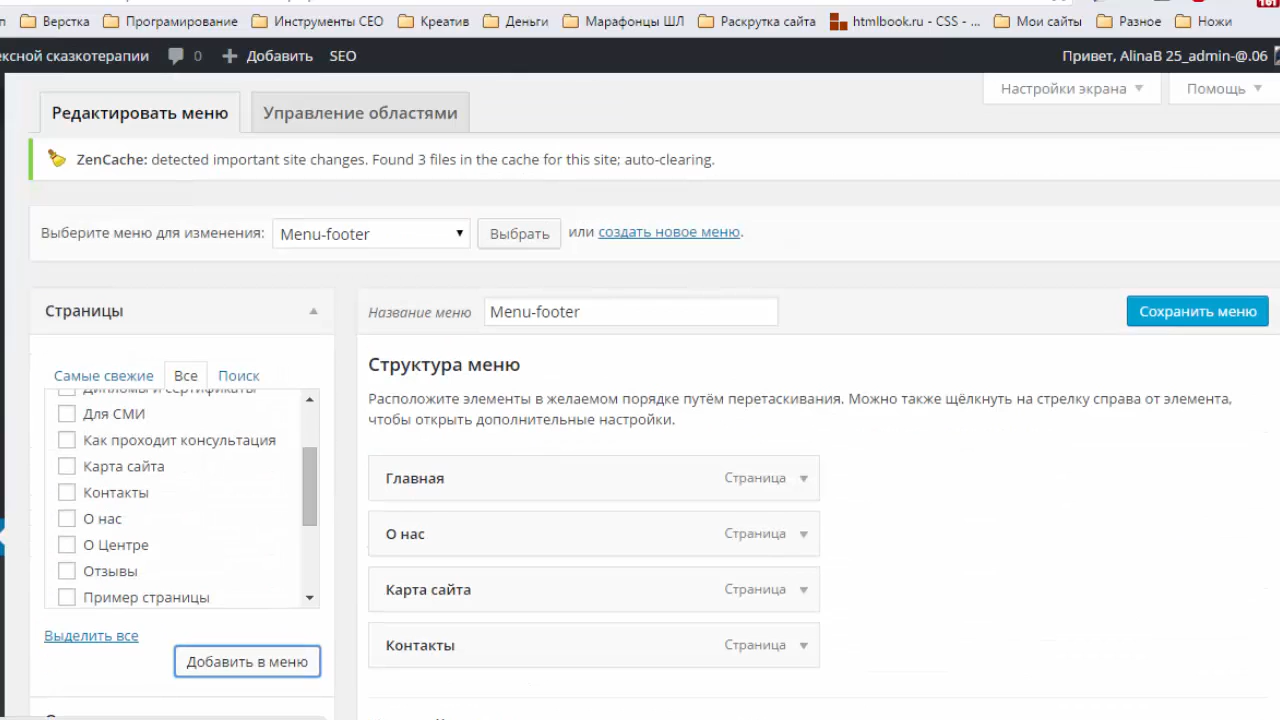 Верстка Програмирование Инструменты СЕО Креатив Деньги Марафонцы ШЛ Раскрутка сайта htmlbook.ru - CSS - ... Мои сайты Разное Ножи
ксной сказкотерапии 0 Добавить SEO Привет, AlinaB 25_admin-@.06
Настройки экрана Помощь
Редактировать меню Управление областями
ZenCache: detected important site changes. Found 3 files in the cache for this site; auto-clearing.
Выберите меню для изменения: Menu-footer Выбрать или создать новое меню.
Страницы
Название меню Menu-footer Сохранить меню
Структура меню
Самые свежие Все Поиск
Расположите элементы в желаемом порядке путём перетаскивания. Можно также щёлкнуть на стрелку справа от элемента,
чтобы открыть дополнительные настройки.
Дипломы и сертификаты
Для СМИ
Как проходит консультация
Карта сайта
Контакты
О нас
О Центре
Отзывы
Пример страницы
Выделить все
Добавить в меню
Главная Страница
О нас Страница
Карта сайта Страница
Контакты Страница